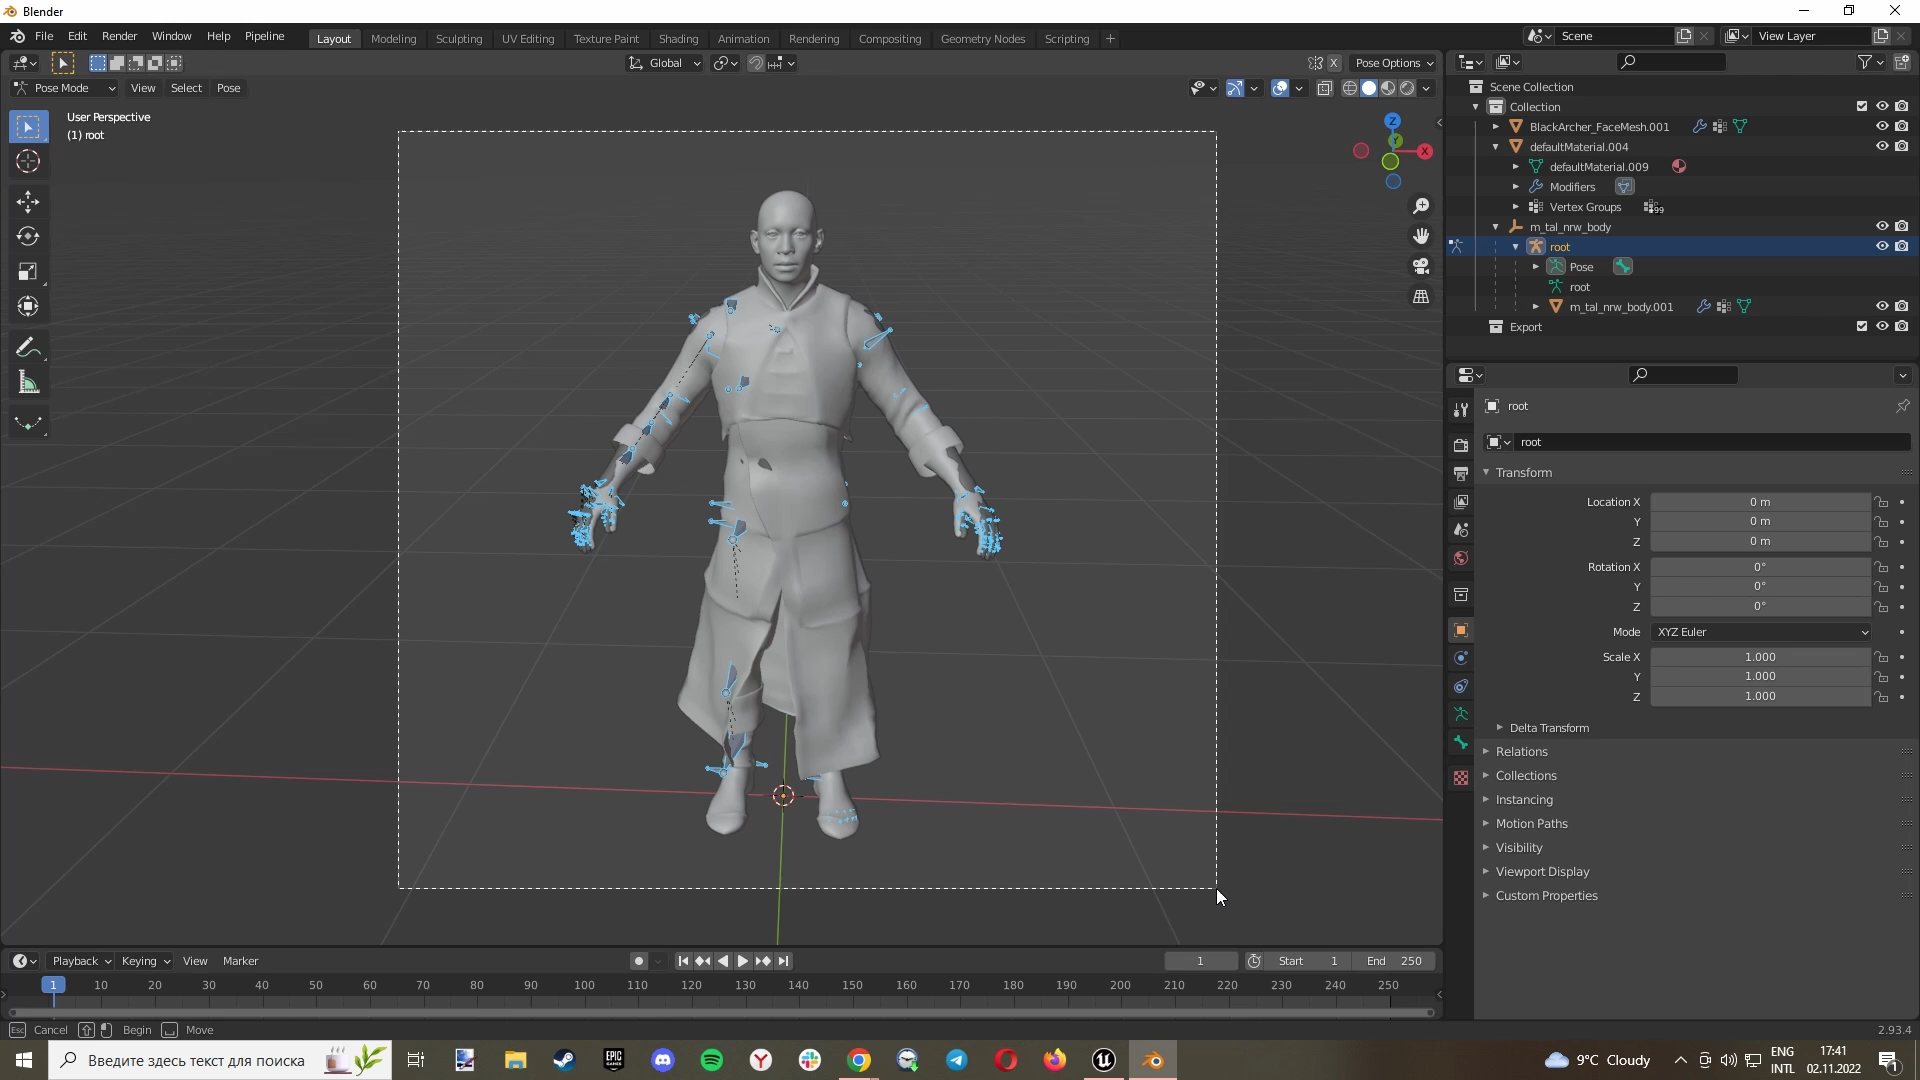 Blender
File Edit Render Window Help Pipeline Layout Modeling Sculpting UV Editing Texture Paint Shading Animation Rendering Compositing Geometry Nodes Scripting + Scene View Layer
Global X Pose Options
Pose Mode View Select Pose
User Perspective
(1) root
Z
Y
X
Scene Collection
Collection
BlackArcher_FaceMesh.001
defaultMaterial.004
defaultMaterial.009
Modifiers
Vertex Groups 99
m_tal_nrw_body
root
Pose
root
m_tal_nrw_body.001
Export
root
root
Transform
Location X 0 m
Y 0 m
Z 0 m
Rotation X 0°
Y 0°
Z 0°
Mode XYZ Euler
Scale X 1.000
Y 1.000
Z 1.000
Delta Transform
Relations
Collections
Instancing
Motion Paths
Visibility
Viewport Display
Custom Properties
Playback Keying View Marker 1 Start 1 End 250
1 10 20 30 40 50 60 70 80 90 100 110 120 130 140 150 160 170 180 190 200 210 220 230 240 250
Esc Cancel Begin Move 2.93.4
Введите здесь текст для поиска
EPIC GAMES
9°C Cloudy
ENG
INTL
17:41
02.11.2022
1